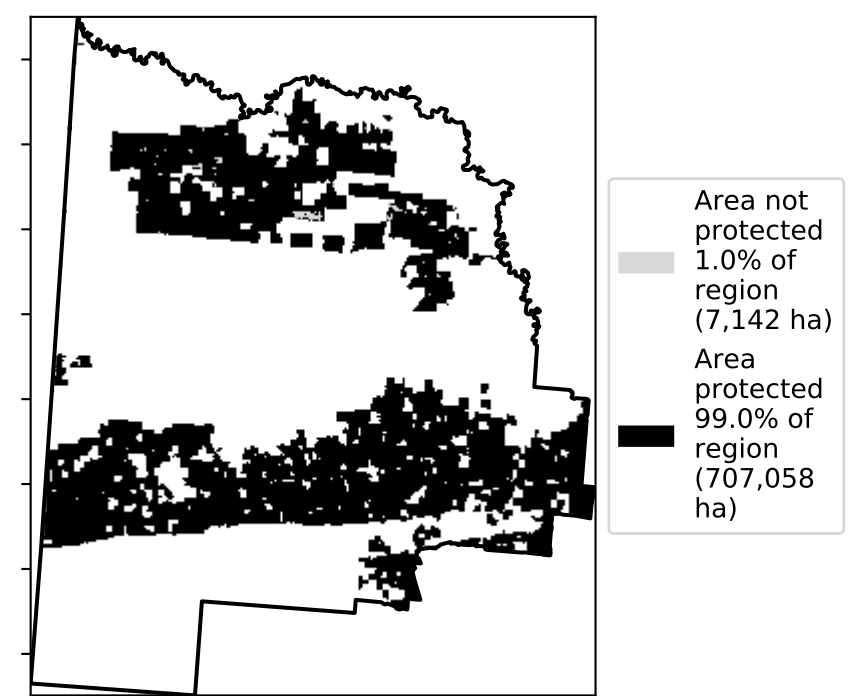 Area not
protected
1.0% of
region
(7,142 ha)
Area
protected
99.0% of
region
(707,058
ha)